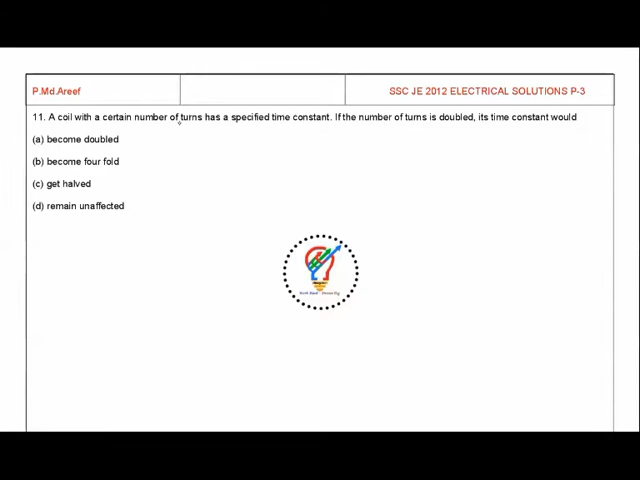 P.Md.Areef
SSC JE 2012 ELECTRICAL SOLUTIONS P-3
11. A coil with a certain number of turns has a specified time constant. If the number of turns is doubled, its time constant would
(a) become doubled
(b) become four fold
(c) get halved
(d) remain unaffected